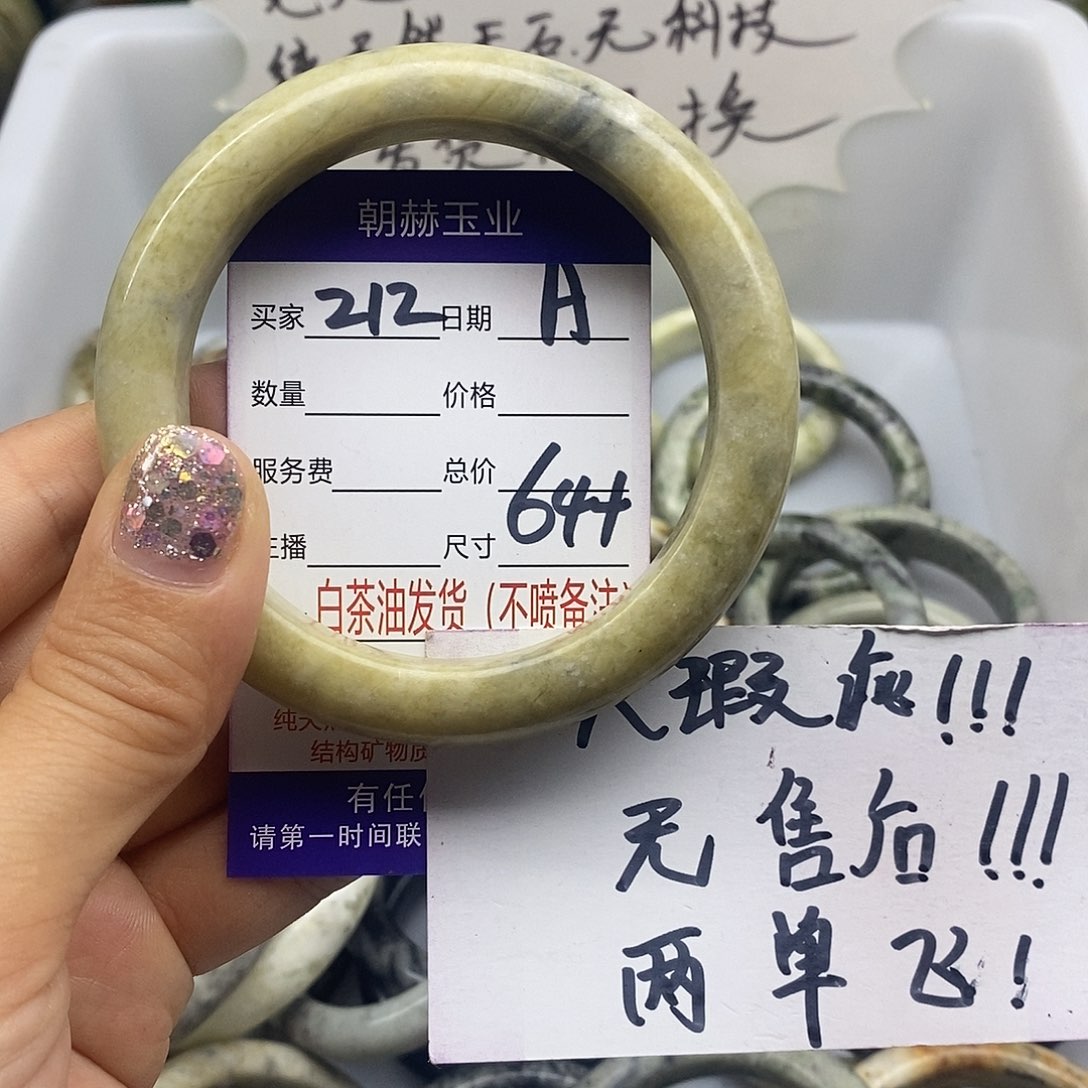 纯天然玉石.无科技
换
朝赫玉业
买家 212 日期 A
数量 价格
服务费 总价
主播 尺寸 644
白茶油发货（不喷备注
结构矿物质
有任
请第一时间联
瑕疵!!!
无售后!!!
两单飞!